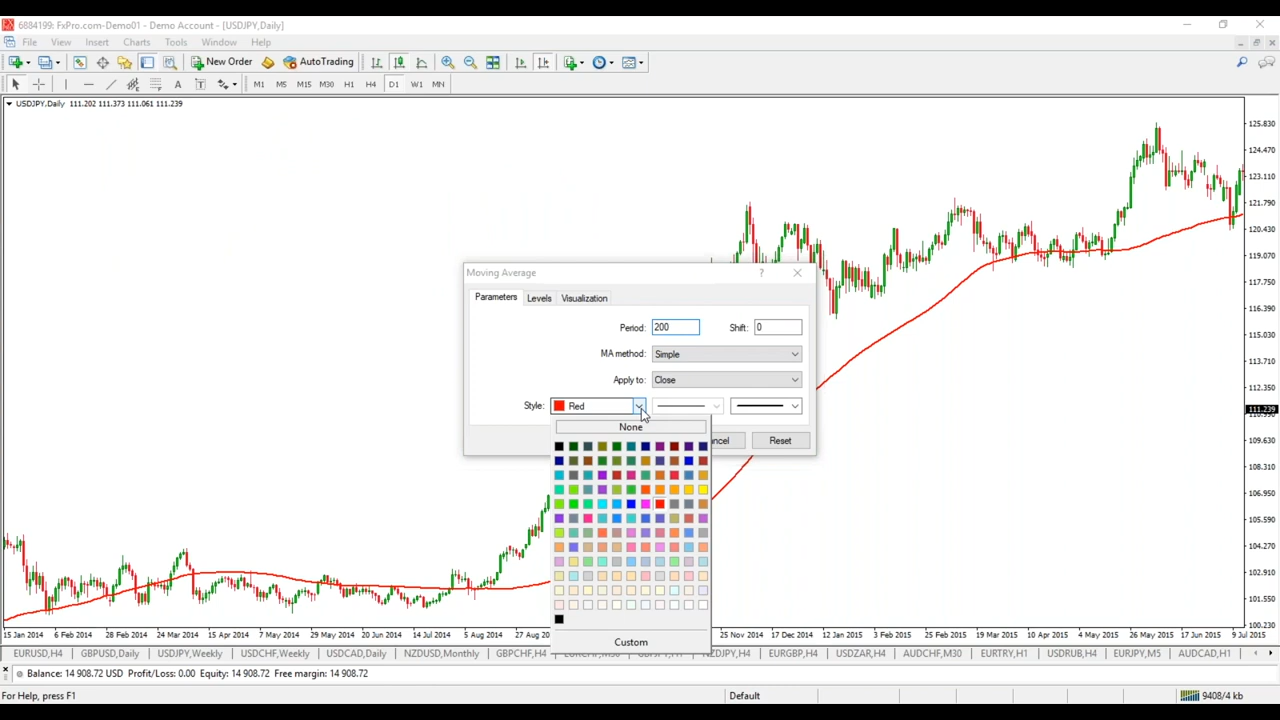 6884199: FxPro.com-Demo01 - Demo Account - [USDJPY,Daily]
File View Insert Charts Tools Window Help
New Order AutoTrading
A T M1 M5 M15 M30 H1 H4 D1 W1 MN
USDJPY,Daily 111.202 111.373 111.061 111.239
125.830
124.470
123.110
121.790
120.430
119.070
117.750
116.390
115.030
113.710
112.350
111.239
109.630
108.310
106.950
105.590
104.270
102.910
101.550
100.230
Moving Average ?
Parameters Levels Visualization
Period: 200 Shift: 0
MA method: Simple
Apply to: Close
Style: Red
None
ncel Reset
Custom
15 Jan 2014 6 Feb 2014 28 Feb 2014 24 Mar 2014 15 Apr 2014 7 May 2014 29 May 2014 20 Jun 2014 14 Jul 2014 5 Aug 2014 27 Aug 20 25 Nov 2014 17 Dec 2014 12 Jan 2015 3 Feb 2015 25 Feb 2015 19 Mar 2015 10 Apr 2015 4 May 2015 26 May 2015 17 Jun 2015 9 Jul 2015
EURUSD,H4 GBPUSD,Daily USDJPY,Weekly USDCHF,Weekly USDCAD,Daily NZDUSD,Monthly GBPCHF,H4 NZDJPY,H4 EURGBP,H4 USDZAR,H4 AUDCHF,M30 EURTRY,H1 USDRUB,H4 EURJPY,M5 AUDCAD,H1
Balance: 14 908.72 USD Profit/Loss: 0.00 Equity: 14 908.72 Free margin: 14 908.72
For Help, press F1 Default 9408/4 kb